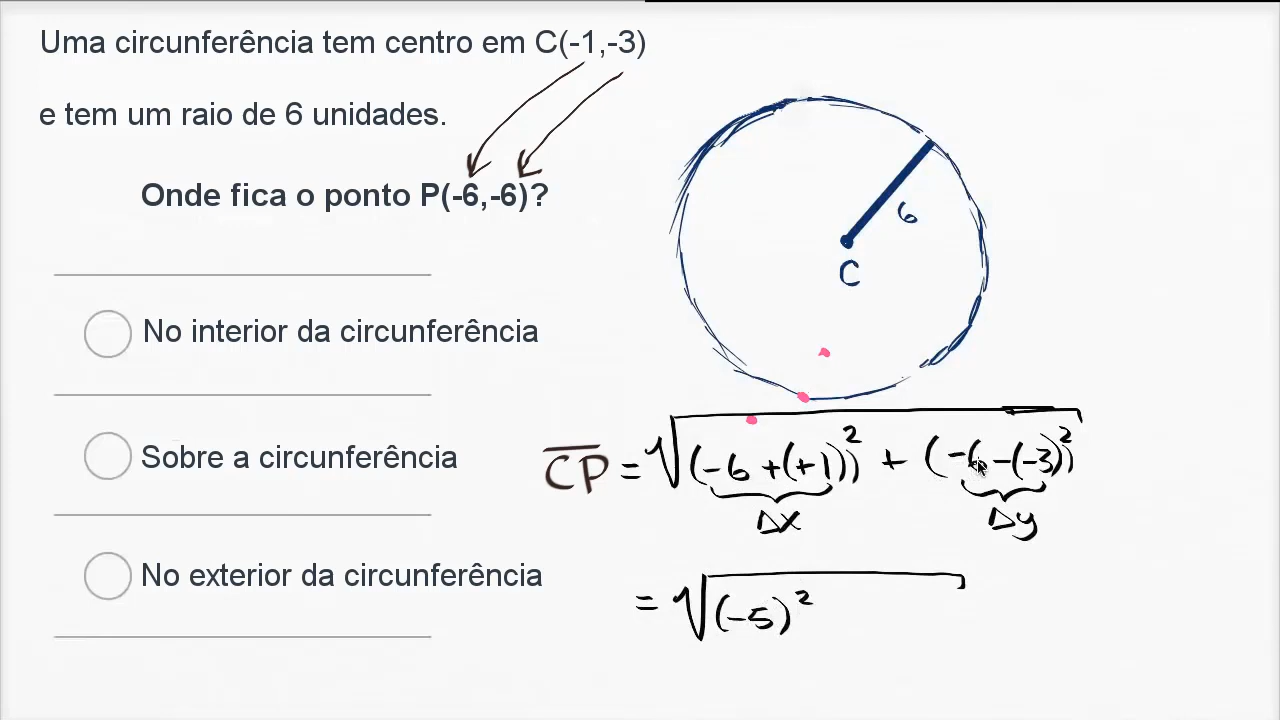 Uma circunferência tem centro em C(-1,-3)
e tem um raio de 6 unidades.
Onde fica o ponto P(-6,-6)?
No interior da circunferência
Sobre a circunferência
No exterior da circunferência
6
C
CP = √(-6 +(+1))² + (-6 -(-3))²
Δx Δy
= √(-5)²